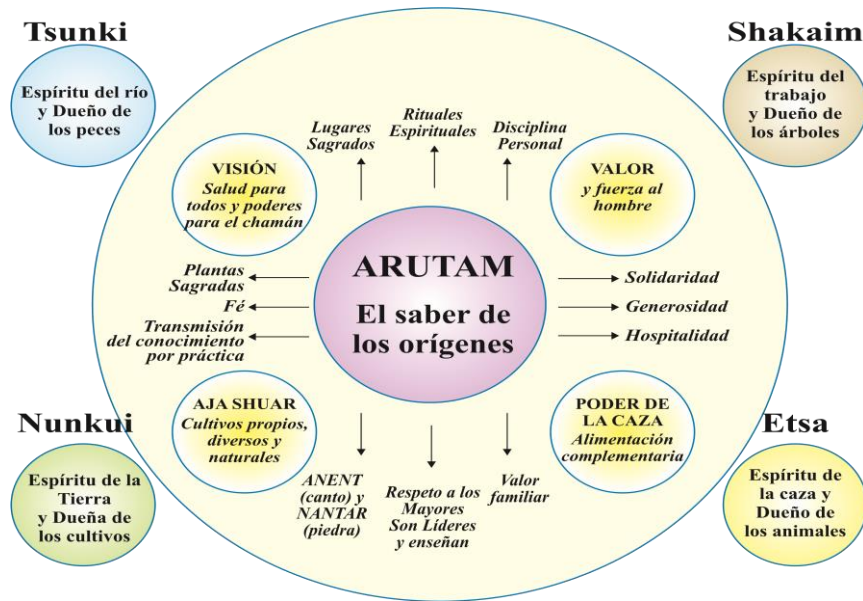 Tsunki
Espíritu del río
y Dueño de
los peces
Shakaim
Espíritu del
trabajo
y Dueño de
los árboles
Lugares
Sagrados
Rituales
Espirituales
Disciplina
Personal
VISIÓN
Salud para
todos y poderes
para el chamán
VALOR
y fuerza al
hombre
ARUTAM
El saber de
los orígenes
Plantas
Sagradas
Fé
Transmisión
del conocimiento
por práctica
Solidaridad
Generosidad
Hospitalidad
AJA SHUAR
Cultivos propios,
diversos y
naturales
PODER DE
LA CAZA
Alimentación
complementaria
ANENT
(canto) y
NANTAR
(piedra)
Respeto a los
Mayores
Son Líderes
y enseñan
Valor
familiar
Nunkui
Espíritu de la
Tierra
y Dueña de
los cultivos
Etsa
Espíritu de
la caza y
Dueño de
los animales